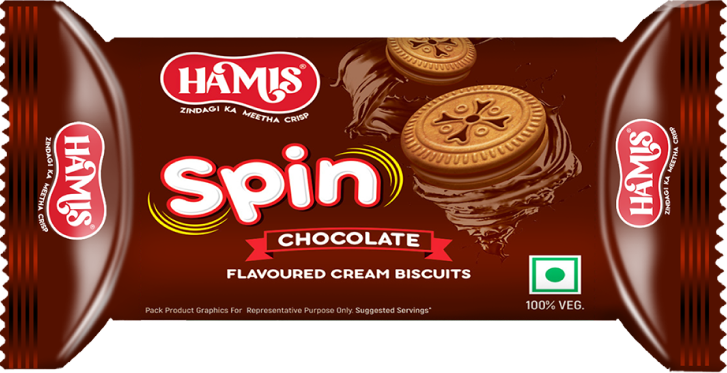 HAMIS®
ZINDAGI KA MEETHA CRISP
Spin
CHOCOLATE
FLAVOURED CREAM BISCUITS
100% VEG.
Pack Product Graphics For Representative Purpose Only. Suggested Servings*
HAMIS®
ZINDAGI KA MEETHA CRISP
HAMIS®
ZINDAGI KA MEETHA CRISP